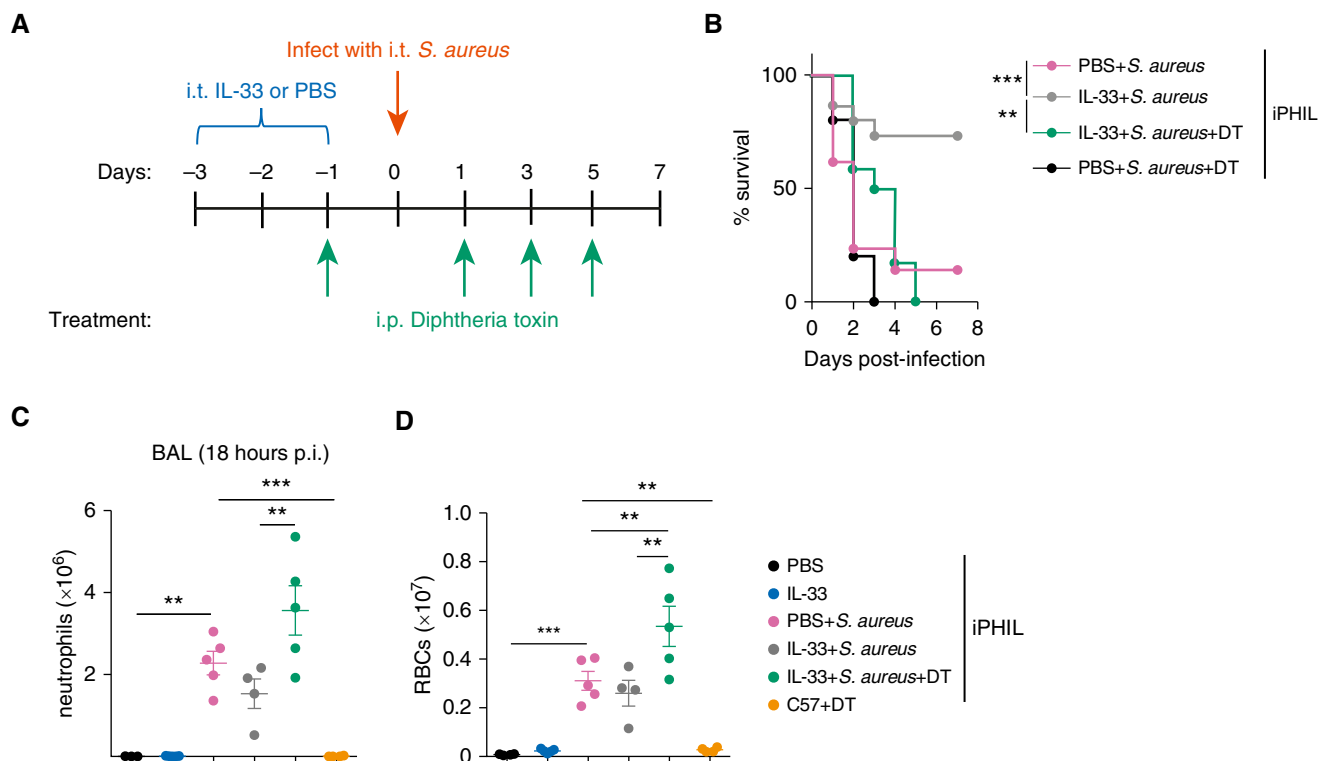 A
Infect with i.t. S. aureus
i.t. IL-33 or PBS
Days: –3 –2 –1 0 1 3 5 7
Treatment: i.p. Diphtheria toxin
B
% survival
100
50
0
0 2 4 6 8
Days post-infection
PBS+S. aureus
IL-33+S. aureus
IL-33+S. aureus+DT
PBS+S. aureus+DT
***
**
iPHIL
C
BAL (18 hours p.i.)
neutrophils (×10⁶)
6
4
2
***
**
**
D
RBCs (×10⁷)
1.0
0.8
0.6
0.4
0.2
0
**
**
**
***
PBS
IL-33
PBS+S. aureus
IL-33+S. aureus
IL-33+S. aureus+DT
C57+DT
iPHIL